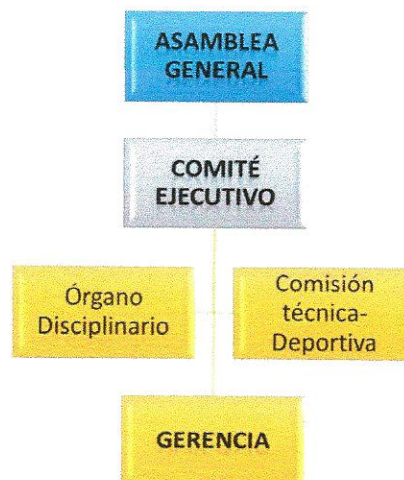 ASAMBLEA
GENERAL
COMITÉ
EJECUTIVO
Órgano
Disciplinario
Comisión
técnica-
Deportiva
GERENCIA